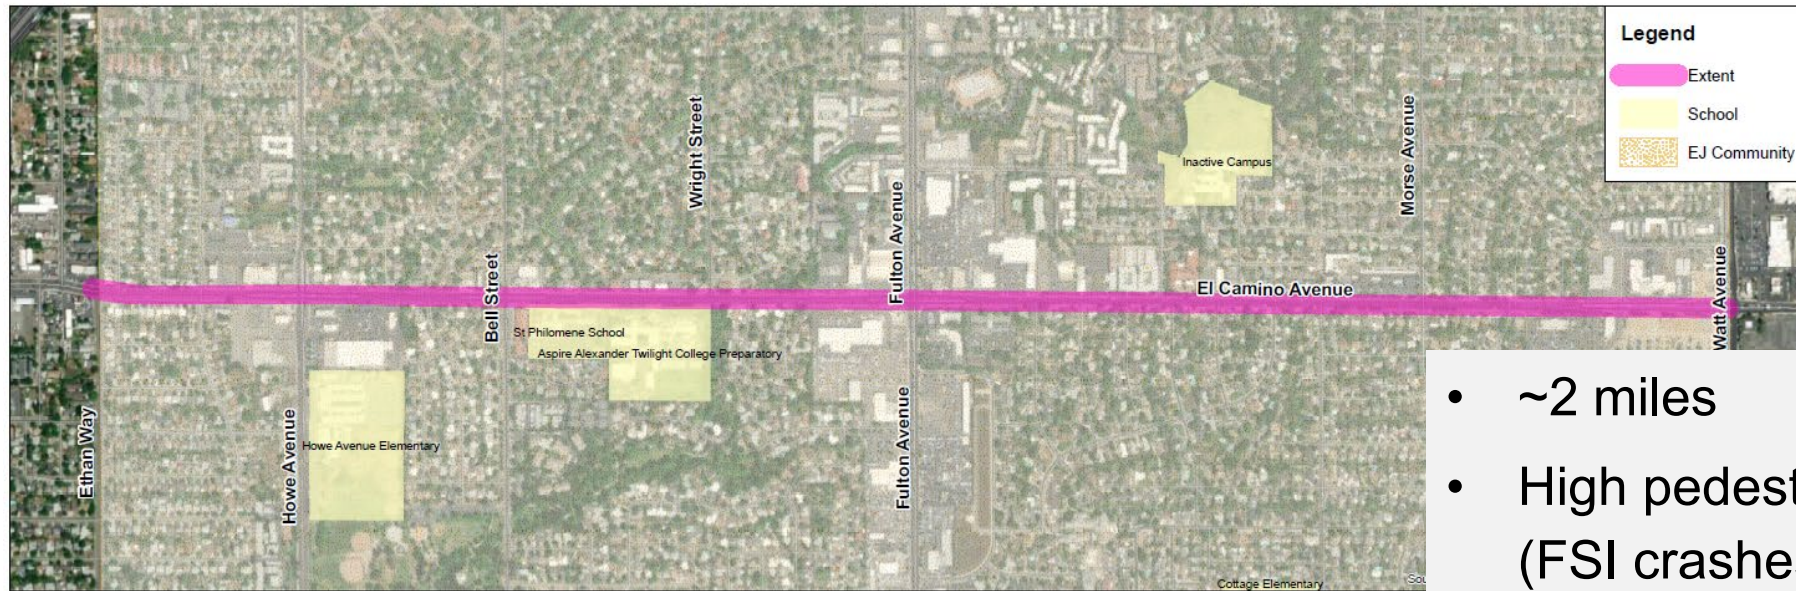 Legend
Extent
School
EJ Community
Wright Street
Morse Avenue
Inactive Campus
Fulton Avenue
Bell Street
El Camino Avenue
Watt Avenue
St Philomene School
Aspire Alexander Twilight College Preparatory
Ethan Way
Howe Avenue
Howe Avenue Elementary
Fulton Avenue
Cottage Elementary
• ~2 miles
• High pedest
(FSI crashes